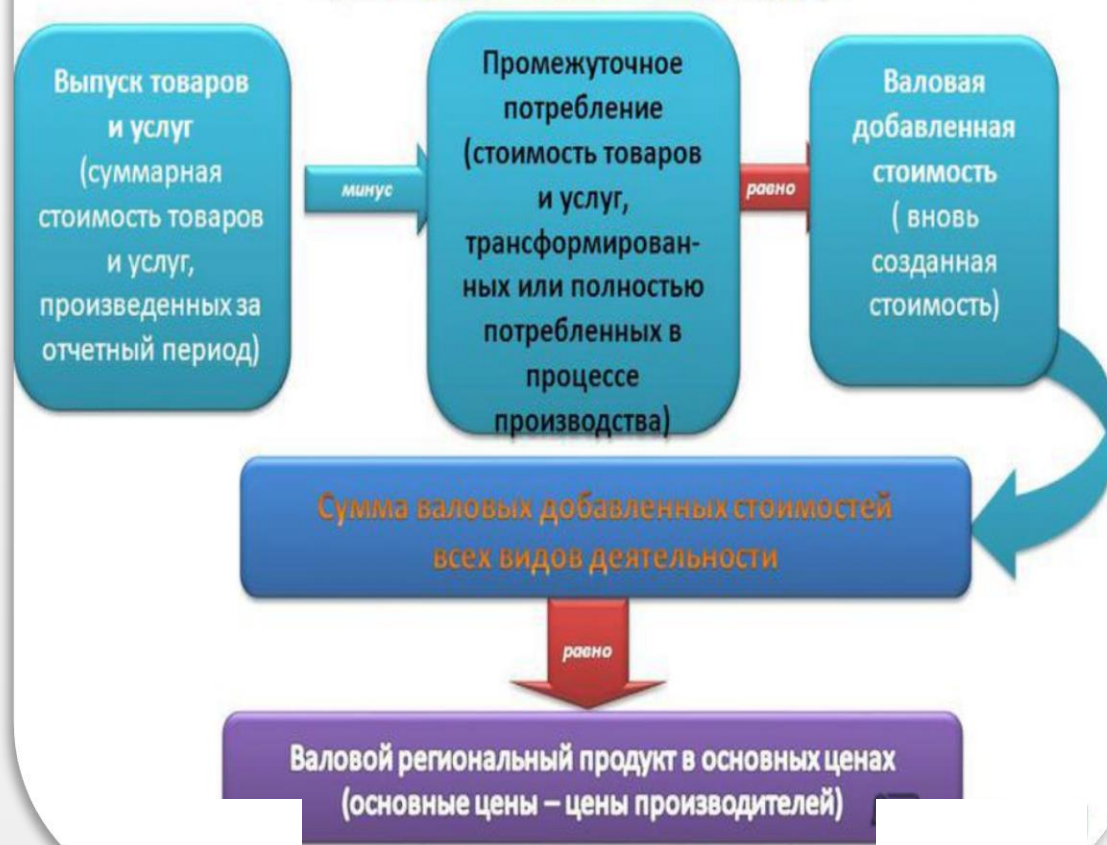 Выпуск товаров
и услуг
(суммарная
стоимость товаров
и услуг,
произведенных за
отчетный период)
минус
Промежуточное
потребление
(стоимость товаров
и услуг,
трансформирован-
ных или полностью
потребленных в
процессе
производства)
равно
Валовая
добавленная
стоимость
( вновь
созданная
стоимость)
Сумма валовых добавленных стоимостей
всех видов деятельности
равно
Валовой региональный продукт в основных ценах
(основные цены – цены производителей)